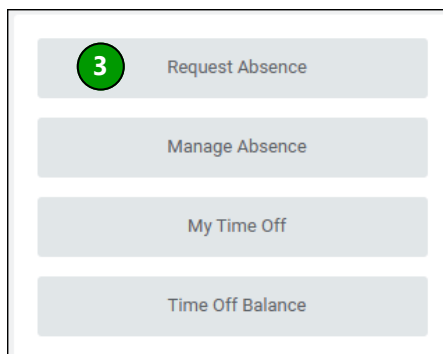 3 Request Absence
Manage Absence
My Time Off
Time Off Balance